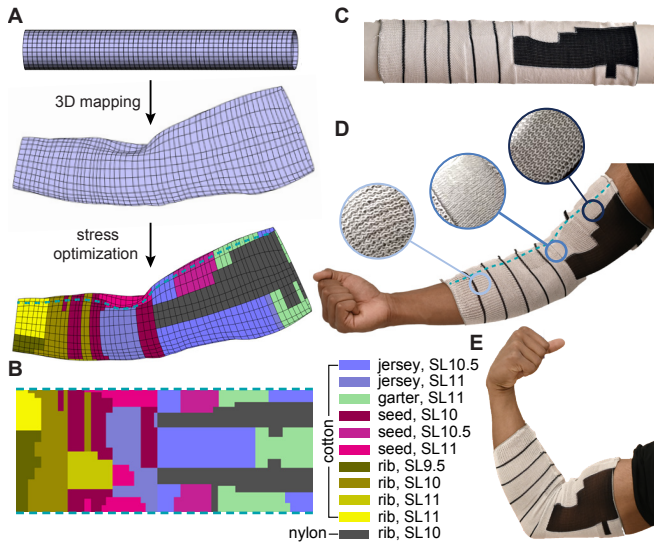 A
3D mapping
stress
optimization
B
cotton
jersey, SL10.5
jersey, SL11
garter, SL11
seed, SL10
seed, SL10.5
seed, SL11
rib, SL9.5
rib, SL10
rib, SL11
rib, SL11
nylon
rib, SL10
C
D
E